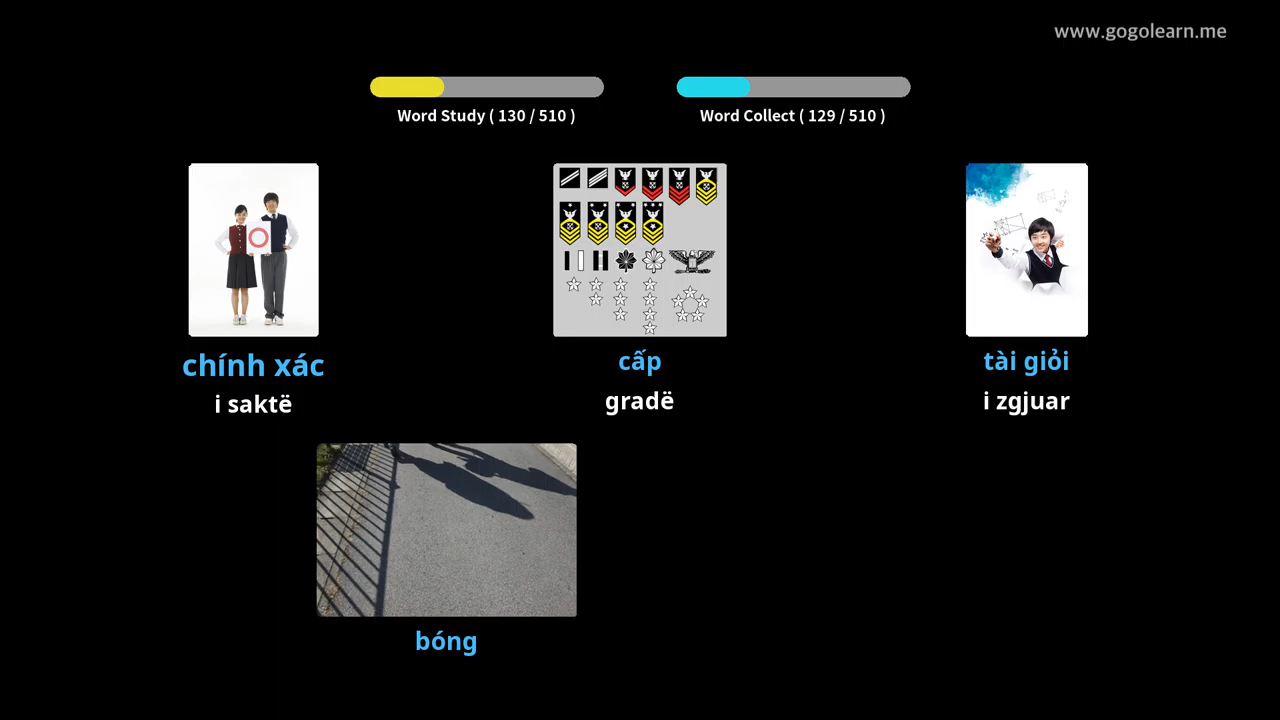 www.gogolearn.me
Word Study ( 130 / 510 )
Word Collect ( 129 / 510 )
chính xác
i saktë
cấp
gradë
tài giỏi
i zgjuar
bóng